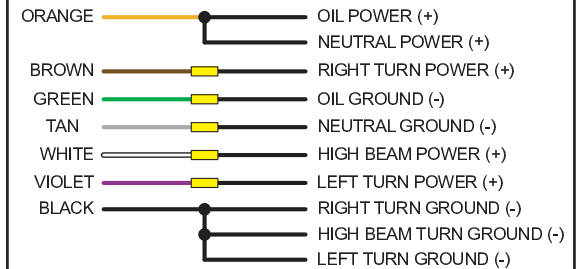 ORANGE OIL POWER (+)
NEUTRAL POWER (+)
BROWN RIGHT TURN POWER (+)
GREEN OIL GROUND (-)
TAN NEUTRAL GROUND (-)
WHITE HIGH BEAM POWER (+)
VIOLET LEFT TURN POWER (+)
BLACK RIGHT TURN GROUND (-)
HIGH BEAM TURN GROUND (-)
LEFT TURN GROUND (-)